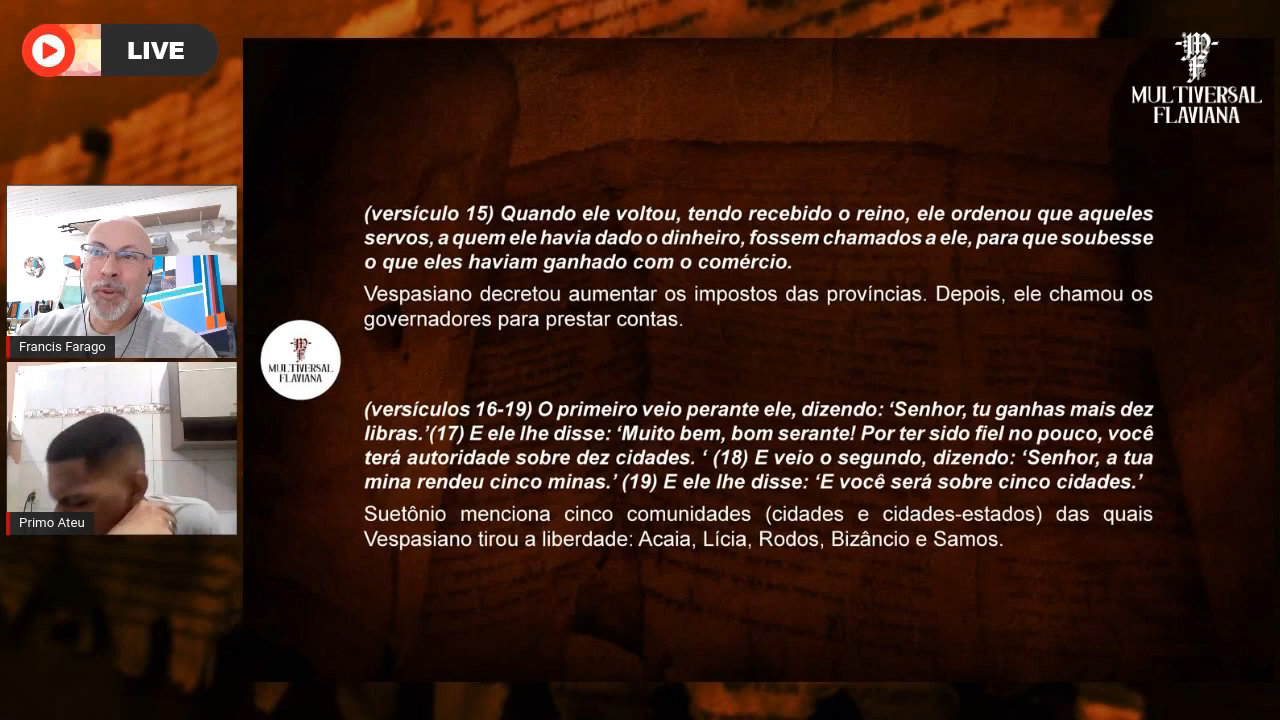 LIVE
MULTIVERSAL
FLAVIANA
(versículo 15) Quando ele voltou, tendo recebido o reino, ele ordenou que aqueles
servos, a quem ele havia dado o dinheiro, fossem chamados a ele, para que soubesse
o que eles haviam ganhado com o comércio.
Vespasiano decretou aumentar os impostos das províncias. Depois, ele chamou os
governadores para prestar contas.
Francis Farago
MULTIVERSAL
FLAVIANA
(versículos 16-19) O primeiro veio perante ele, dizendo: ‘Senhor, tu ganhas mais dez
libras.’(17) E ele lhe disse: ‘Muito bem, bom serante! Por ter sido fiel no pouco, você
terá autoridade sobre dez cidades. ‘ (18) E veio o segundo, dizendo: ‘Senhor, a tua
mina rendeu cinco minas.’ (19) E ele lhe disse: ‘E você será sobre cinco cidades.’
Suetônio menciona cinco comunidades (cidades e cidades-estados) das quais
Vespasiano tirou a liberdade: Acaia, Lícia, Rodos, Bizâncio e Samos.
Primo Ateu